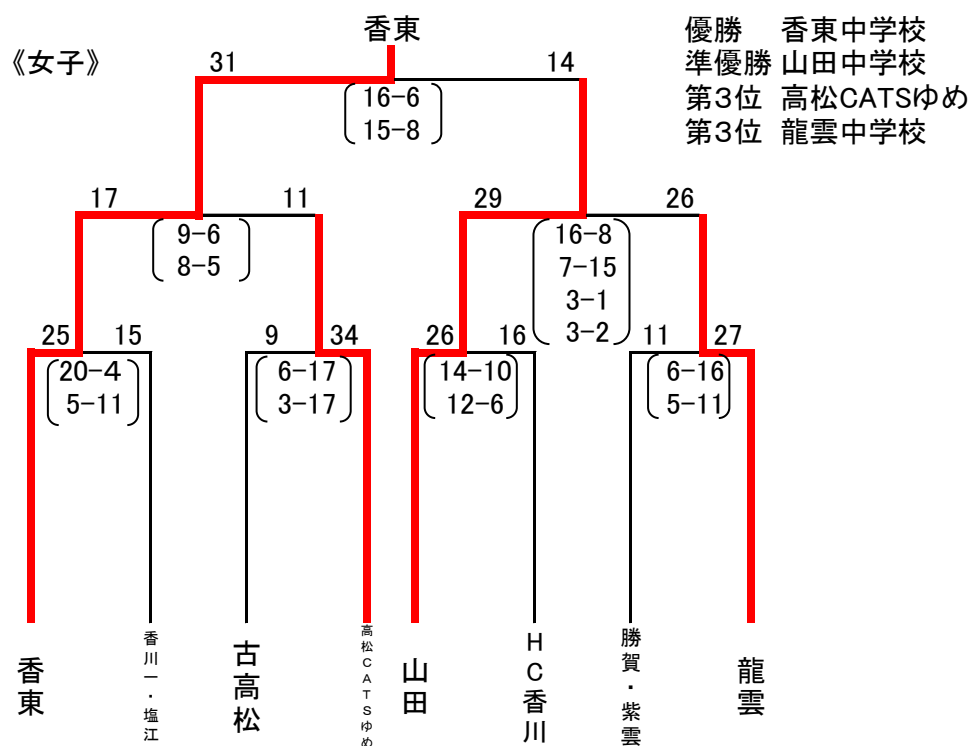 香東
優勝 香東中学校
《女子》
31
14
準優勝 山田中学校
16-6
第3位 高松CATSゆめ
15-8
第3位 龍雲中学校
17
11
29
26
9-6
8-5
16-8
7-15
3-1
3-2
25
15
9
34
26
16
11
27
20-4
5-11
6-17
3-17
14-10
12-6
6-16
5-11
香東
香川一・塩江
古高松
高松CATSゆめ
山田
HC香川
勝賀・紫雲
龍雲